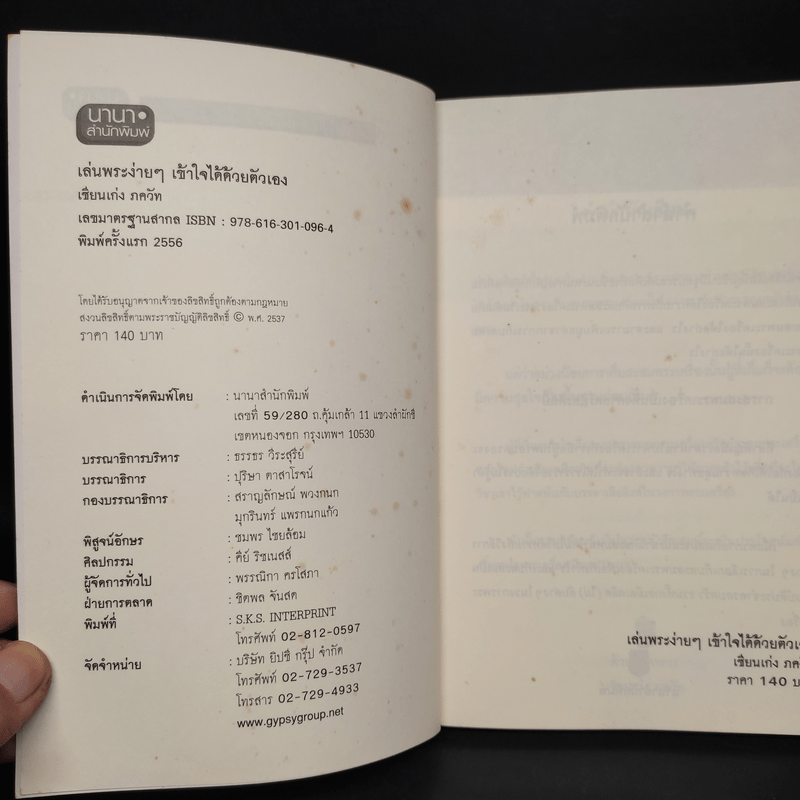 นานา
สำนักพิมพ์
เล่นพระง่ายๆ เข้าใจได้ด้วยตัวเอง
เซียนเก่ง ภควัท
เลขมาตรฐานสากล ISBN : 978-616-301-096-4
พิมพ์ครั้งแรก 2556
โดยได้รับอนุญาตจากเจ้าของลิขสิทธิ์ถูกต้องตามกฎหมาย
สงวนลิขสิทธิ์ตามพระราชบัญญัติลิขสิทธิ์ © พ.ศ. 2537
ราคา 140 บาท
ดำเนินการจัดพิมพ์โดย : นานาสำนักพิมพ์
เลขที่ 59/280 ถ.คุ้มเกล้า 11 แขวงลำผักชี
เขตหนองจอก กรุงเทพฯ 10530
บรรณาธิการบริหาร : ธรรธร วีระสุรีย์
บรรณาธิการ : ปุริษา ตาสาโรจน์
กองบรรณาธิการ : สราญลักษณ์ พวงกนก
มุกรินทร์ แพรกนกแก้ว
พิสูจน์อักษร : ชมพร ไชยล้อม
ศิลปกรรม : คีย์ ริชเนสส์
ผู้จัดการทั่วไป : พรรณิกา ครโสภา
ฝ่ายการตลาด : ชิตพล จันสด
พิมพ์ที่ : S.K.S. INTERPRINT
โทรศัพท์ 02-812-0597
จัดจำหน่าย : บริษัท ยิปซี กรุ๊ป จำกัด
โทรศัพท์ 02-729-3537
โทรสาร 02-729-4933
www.gypsygroup.net
เล่นพระง่ายๆ เข้าใจได้ด้วยตัวเ
เซียนเก่ง ภค
ราคา 140 บ